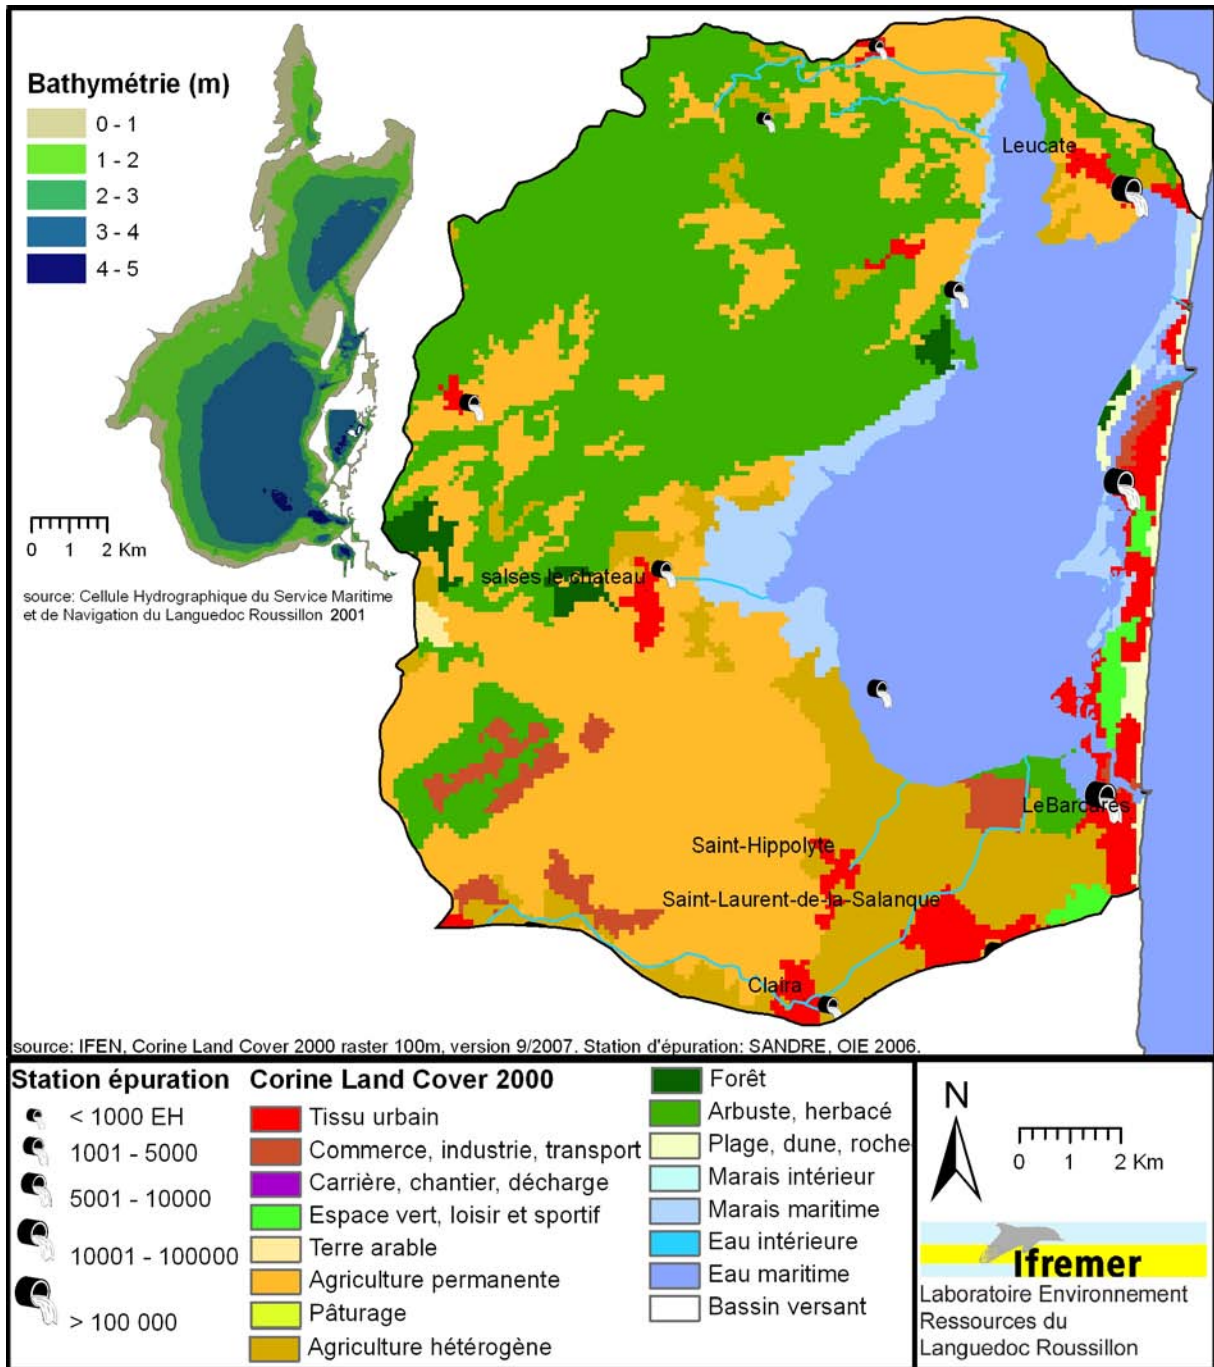 Bathymétrie (m)
0 - 1
1 - 2
2 - 3
3 - 4
4 - 5
0 1 2 Km
source: Cellule Hydrographique du Service Maritime
et de Navigation du Languedoc Roussillon 2001
Leucate
salses le chateau
LeBarcarès
Saint-Hippolyte
Saint-Laurent-de-la-Salanque
Claira
source: IFEN, Corine Land Cover 2000 raster 100m, version 9/2007. Station d'épuration: SANDRE, OIE 2006.
Station épuration
< 1000 EH
1001 - 5000
5001 - 10000
10001 - 100000
> 100 000
Corine Land Cover 2000
Tissu urbain
Commerce, industrie, transport
Carrière, chantier, décharge
Espace vert, loisir et sportif
Terre arable
Agriculture permanente
Pâturage
Agriculture hétérogène
Forêt
Arbuste, herbacé
Plage, dune, roche
Marais intérieur
Marais maritime
Eau intérieure
Eau maritime
Bassin versant
N
0 1 2 Km
Ifremer
Laboratoire Environnement
Ressources du
Languedoc Roussillon